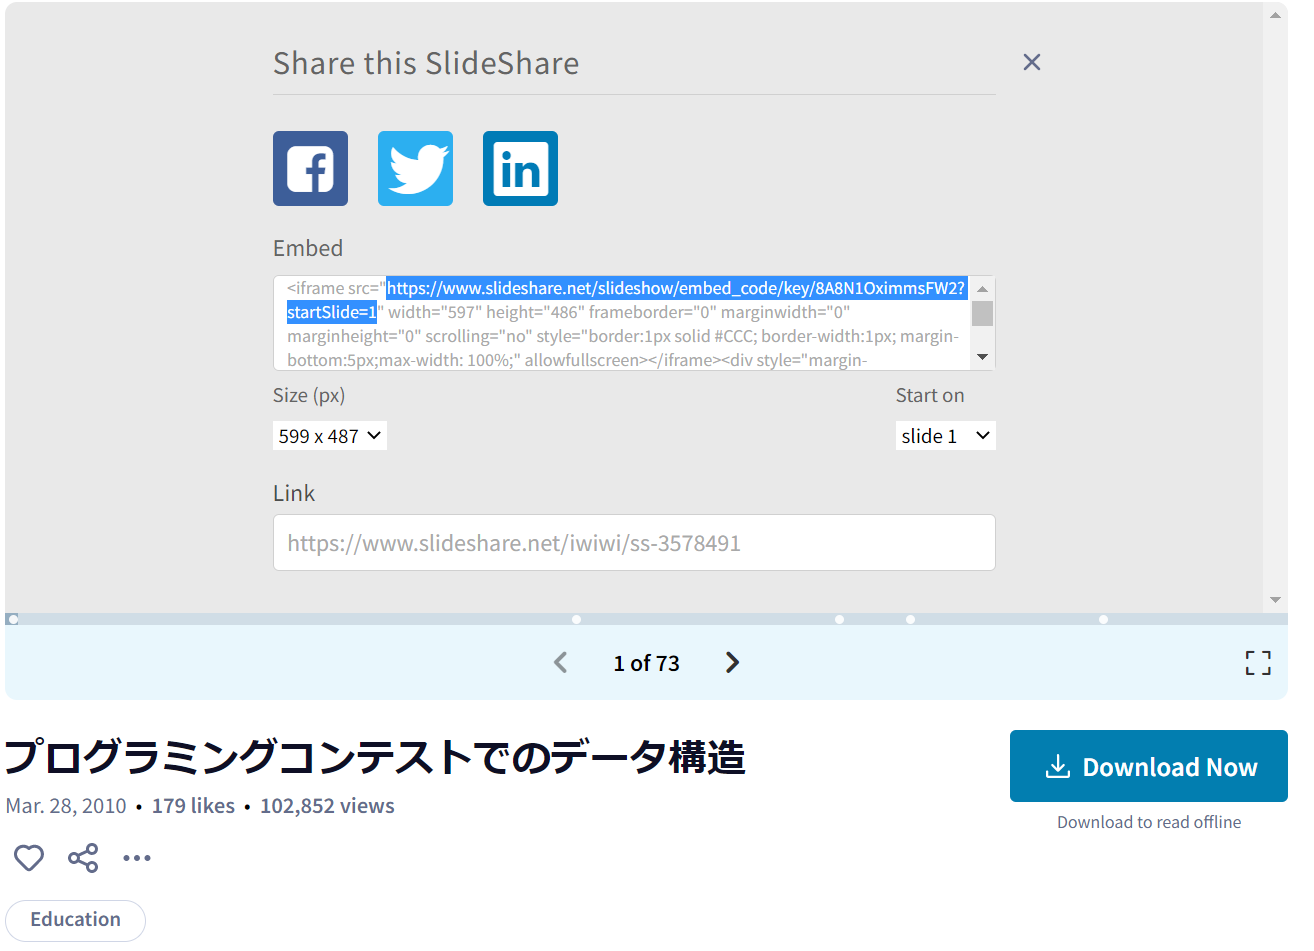 Share this SlideShare
in
Embed
<iframe src="https://www.slideshare.net/slideshow/embed_code/key/8A8N1OximmsFW2?
startSlide=1" width="597" height="486" frameborder="0" marginwidth="0"
marginheight="0" scrolling="no" style="border:1px solid #CCC; border-width:1px; margin-
bottom:5px;max-width: 100%;" allowfullscreen></iframe><div style="margin-
Size (px)
Start on
599 x 487
slide 1
Link
https://www.slideshare.net/iwiwi/ss-3578491
1 of 73
プログラミングコンテストでのデータ構造
Mar. 28, 2010 • 179 likes • 102,852 views
Download Now
Download to read offline
Education